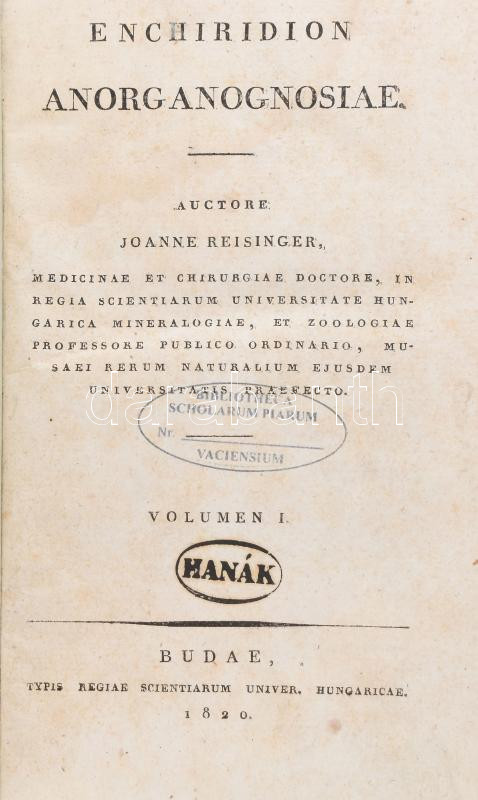 ENCHIRIDION
ANORGANOGNOSIAE.
AUCTORE
JOANNE REISINGER,
MEDICINAE ET CHIRURGIAE DOCTORE, IN
REGIA SCIENTIARUM UNIVERSITATE HUN-
GARICA MINERALOGIAE, ET ZOOLOGIAE
PROFESSORE PUBLICO ORDINARIO, MU-
SAEI RERUM NATURALIUM EJUSDEM
UNIVERSITATIS PRAEFECTO.
BIBLIOTHECA
SCHOLARUM PIARUM
Nr.
VACIENSIUM
VOLUMEN I.
HANÁK
BUDAE,
TYPIS REGIAE SCIENTIARUM UNIVER. HUNGARICAE.
1820.